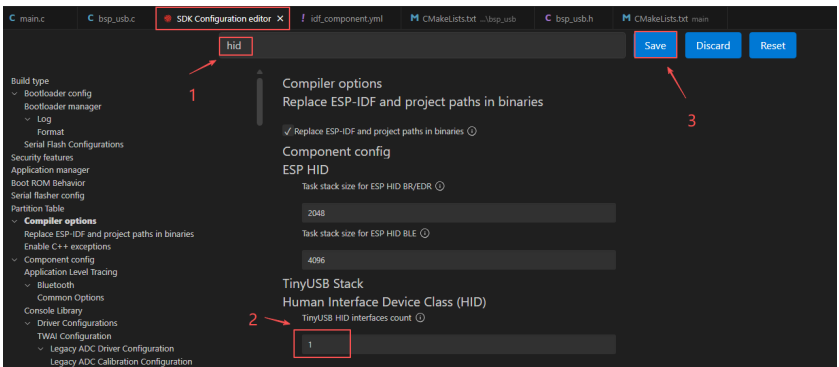 main.c bsp_usb.c SDK Configuration editor idf_component.yml CMakeLists.txt ...\bsp_usb bsp_usb.h CMakeLists.txt main
hid Save Discard Reset
1
3
Build type
Bootloader config
Bootloader manager
Log
Format
Serial Flash Configurations
Security features
Application manager
Boot ROM Behavior
Serial flasher config
Partition Table
Compiler options
Replace ESP-IDF and project paths in binaries
Enable C++ exceptions
Component config
Application Level Tracing
Bluetooth
Common Options
Console Library
Driver Configurations
TWAI Configuration
Legacy ADC Driver Configuration
Legacy ADC Calibration Configuration
Compiler options
Replace ESP-IDF and project paths in binaries
Replace ESP-IDF and project paths in binaries
Component config
ESP HID
Task stack size for ESP HID BR/EDR
2048
Task stack size for ESP HID BLE
4096
TinyUSB Stack
Human Interface Device Class (HID)
TinyUSB HID interfaces count
2
1